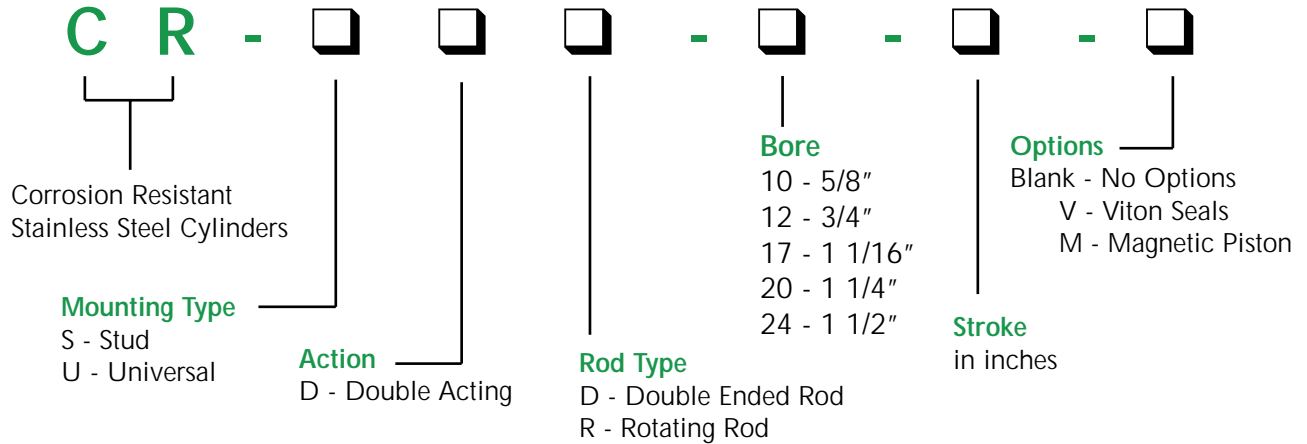 C R - ❑ ❑ ❑ - ❑ - ❑ - ❑
Corrosion Resistant
Stainless Steel Cylinders
Mounting Type
S - Stud
U - Universal
Action
D - Double Acting
Rod Type
D - Double Ended Rod
R - Rotating Rod
Bore
10 - 5/8"
12 - 3/4"
17 - 1 1/16"
20 - 1 1/4"
24 - 1 1/2"
Stroke
in inches
Options
Blank - No Options
V - Viton Seals
M - Magnetic Piston